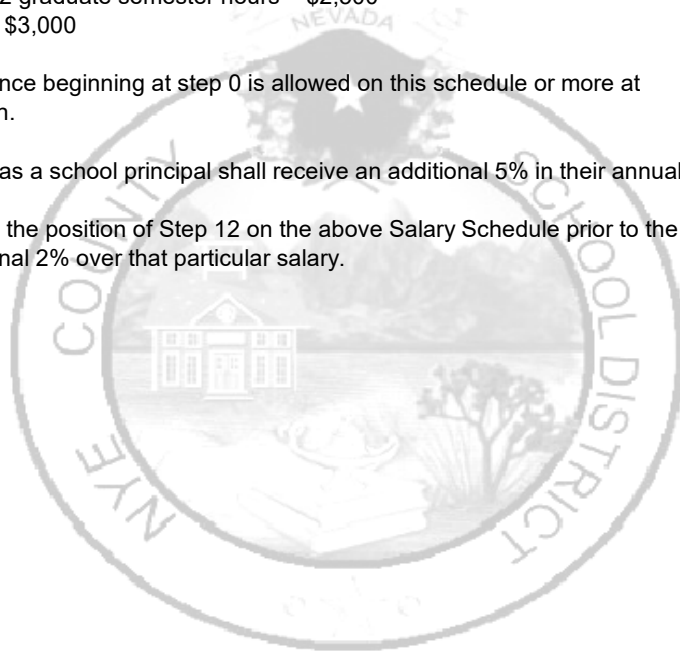 2 graduate semester hours
$3,000
nce beginning at step 0 is allowed on this schedule or more at
n.
as a school principal shall receive an additional 5% in their annual
the position of Step 12 on the above Salary Schedule prior to the
nal 2% over that particular salary.
NEVADA
NYE COUNTY SCHOOL DISTRICT